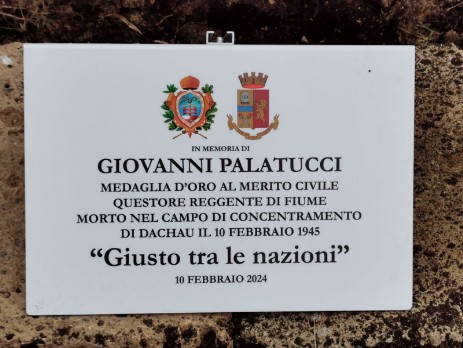 IN MEMORIA DI
GIOVANNI PALATUCCI
MEDAGLIA D'ORO AL MERITO CIVILE
QUESTORE REGGENTE DI FIUME
MORTO NEL CAMPO DI CONCENTRAMENTO
DI DACHAU IL 10 FEBBRAIO 1945
“Giusto tra le nazioni”
10 FEBBRAIO 2024